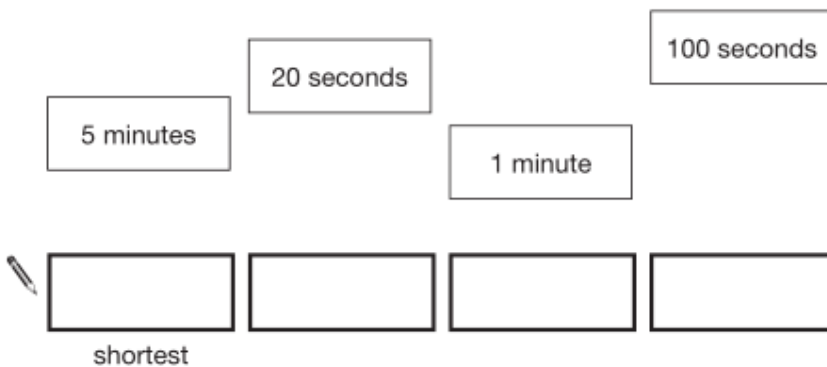 5 minutes
20 seconds
1 minute
100 seconds
shortest